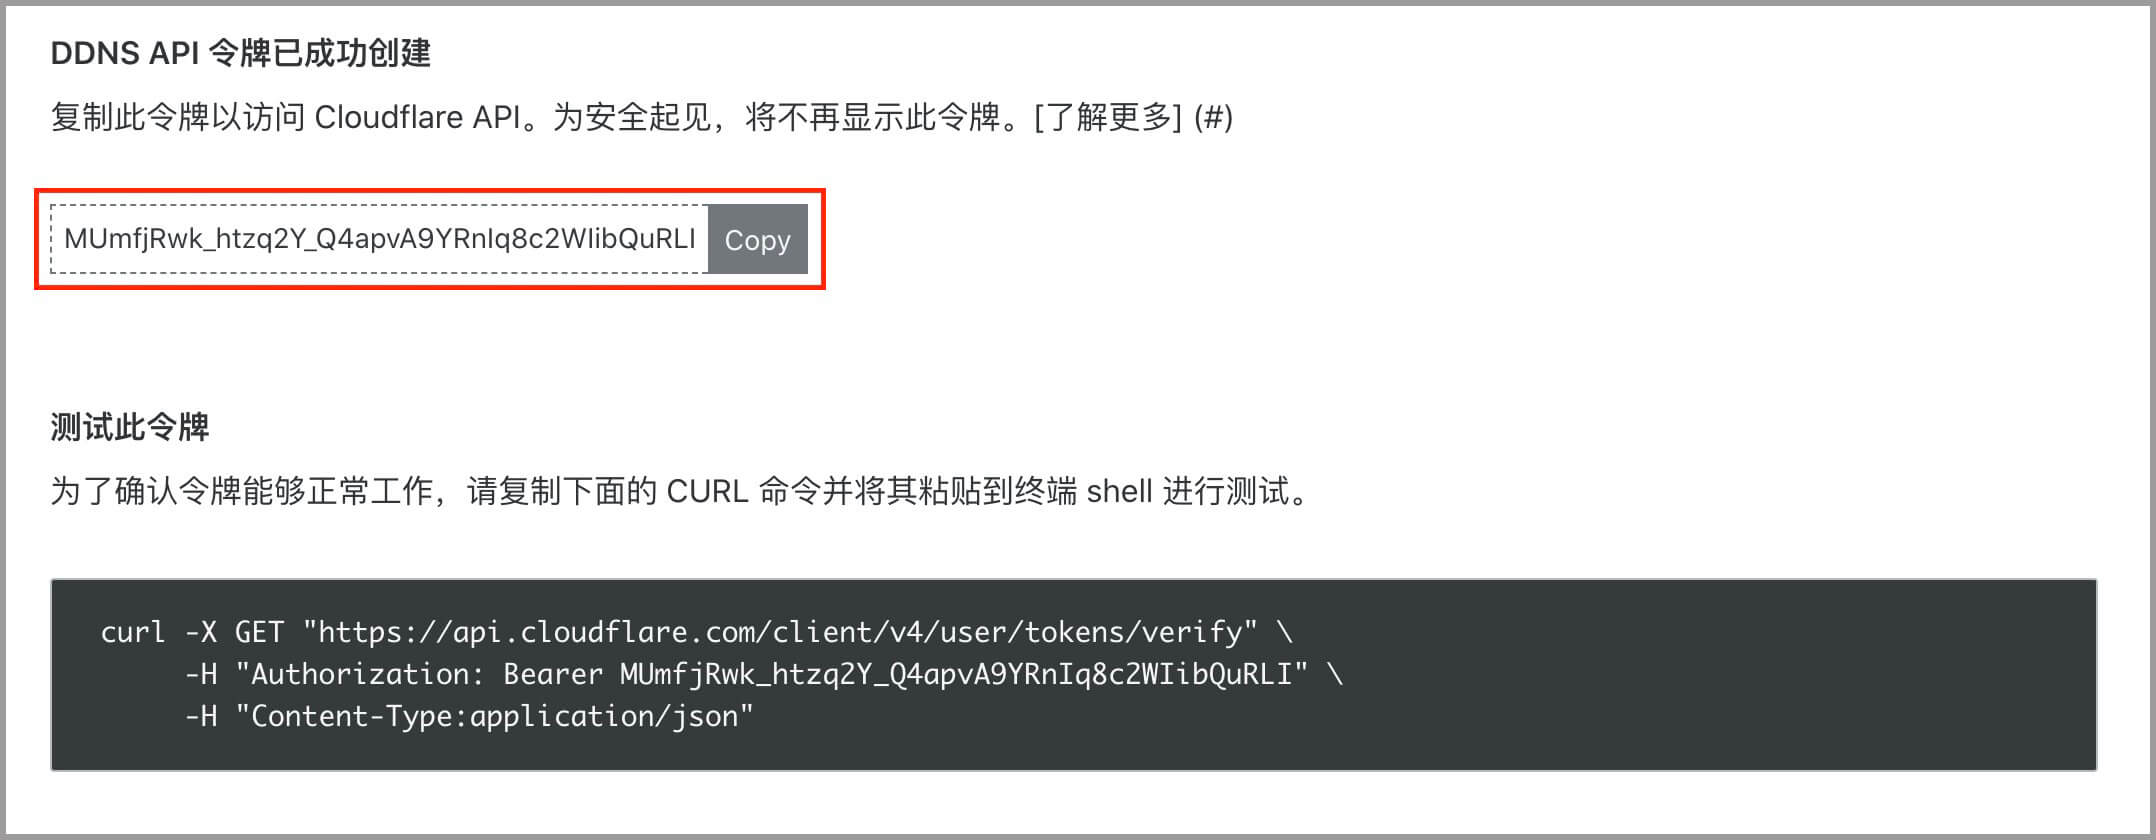 DDNS API 令牌已成功创建
复制此令牌以访问 Cloudflare API。为安全起见，将不再显示此令牌。[了解更多] (#)
MUmfjRwk_htzq2Y_Q4apvA9YRnIq8c2WIibQuRLI Copy
测试此令牌
为了确认令牌能够正常工作，请复制下面的 CURL 命令并将其粘贴到终端 shell 进行测试。
curl -X GET "https://api.cloudflare.com/client/v4/user/tokens/verify" \
-H "Authorization: Bearer MUmfjRwk_htzq2Y_Q4apvA9YRnIq8c2WIibQuRLI" \
-H "Content-Type:application/json"